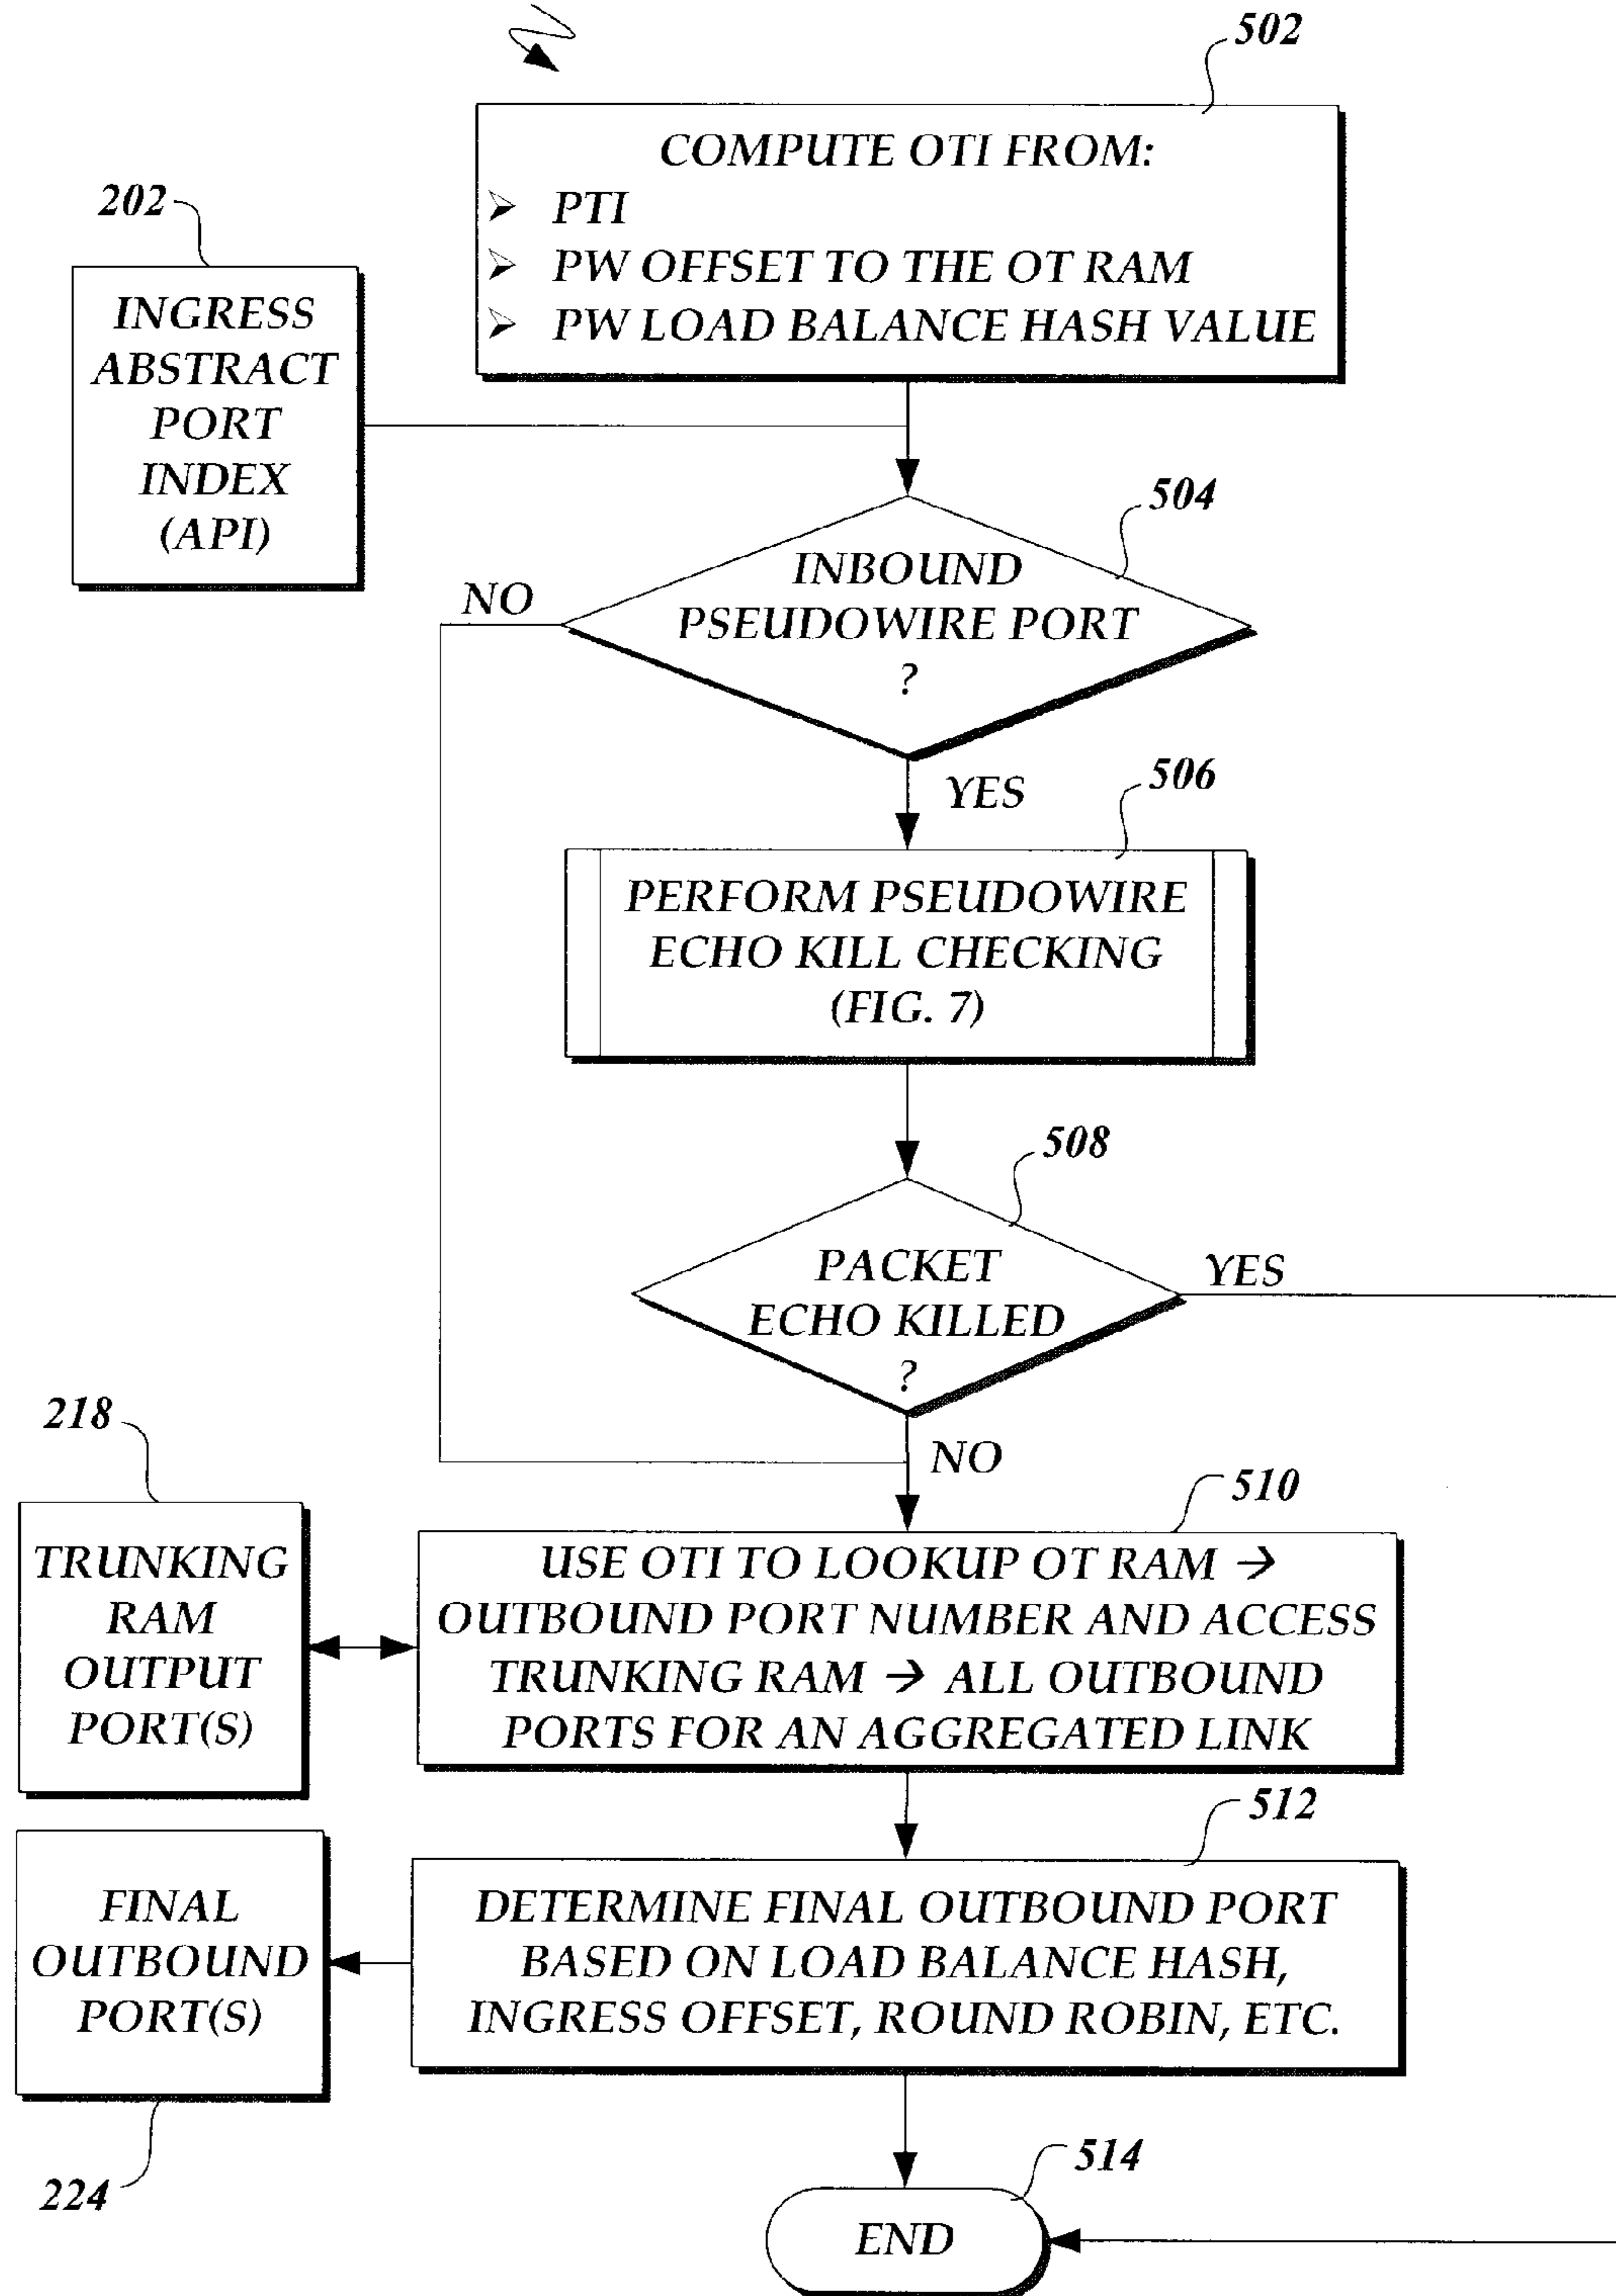 502
COMPUTE OTI FROM:
➢ PTI
➢ PW OFFSET TO THE OT RAM
➢ PW LOAD BALANCE HASH VALUE
202
INGRESS
ABSTRACT
PORT
INDEX
(API)
504
INBOUND
PSEUDOWIRE PORT
?
NO
YES
506
PERFORM PSEUDOWIRE
ECHO KILL CHECKING
(FIG. 7)
508
PACKET
ECHO KILLED
?
YES
NO
218
TRUNKING
RAM
OUTPUT
PORT(S)
510
USE OTI TO LOOKUP OT RAM →
OUTBOUND PORT NUMBER AND ACCESS
TRUNKING RAM → ALL OUTBOUND
PORTS FOR AN AGGREGATED LINK
512
FINAL
OUTBOUND
PORT(S)
224
DETERMINE FINAL OUTBOUND PORT
BASED ON LOAD BALANCE HASH,
INGRESS OFFSET, ROUND ROBIN, ETC.
514
END